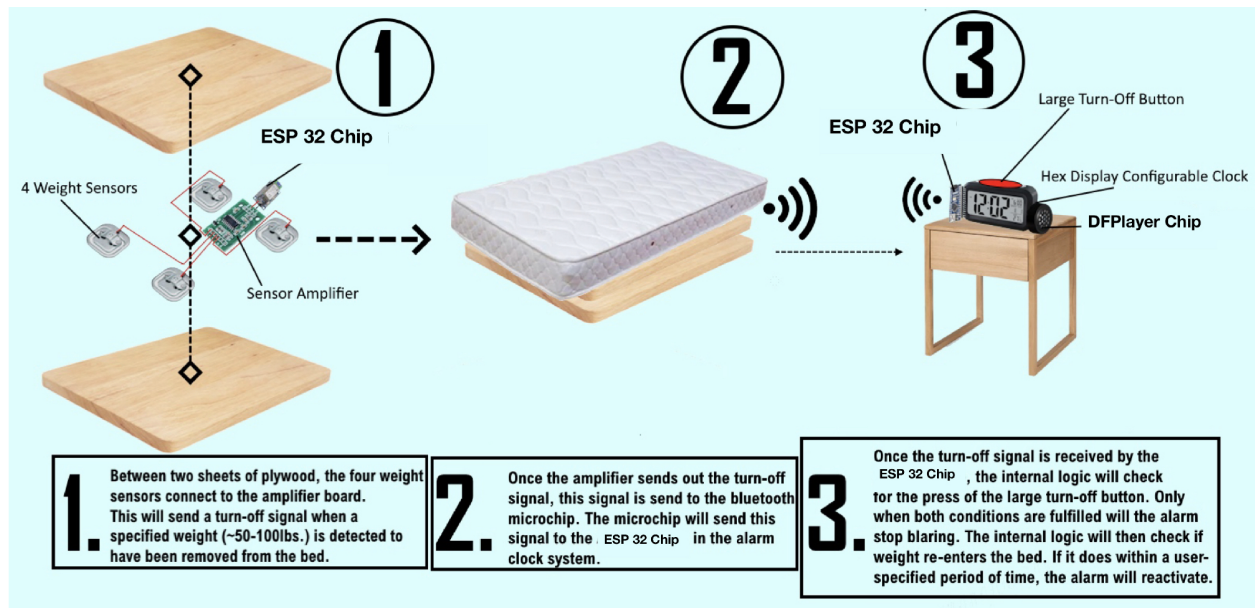 1
2
3
ESP 32 Chip
4 Weight Sensors
Sensor Amplifier
ESP 32 Chip
Large Turn-Off Button
Hex Display Configurable Clock
12:02
DFPlayer Chip
1.
Between two sheets of plywood, the four weight
sensors connect to the amplifier board.
This will send a turn-off signal when a
specified weight (~50-100lbs.) is detected to
have been removed from the bed.
2.
Once the amplifier sends out the turn-off
signal, this signal is send to the bluetooth
microchip. The microchip will send this
signal to the ESP 32 Chip in the alarm
clock system.
3.
Once the turn-off signal is received by the
ESP 32 Chip , the internal logic will check
for the press of the large turn-off button. Only
when both conditions are fulfilled will the alarm
stop blaring. The internal logic will then check if
weight re-enters the bed. If it does within a user-
specified period of time, the alarm will reactivate.